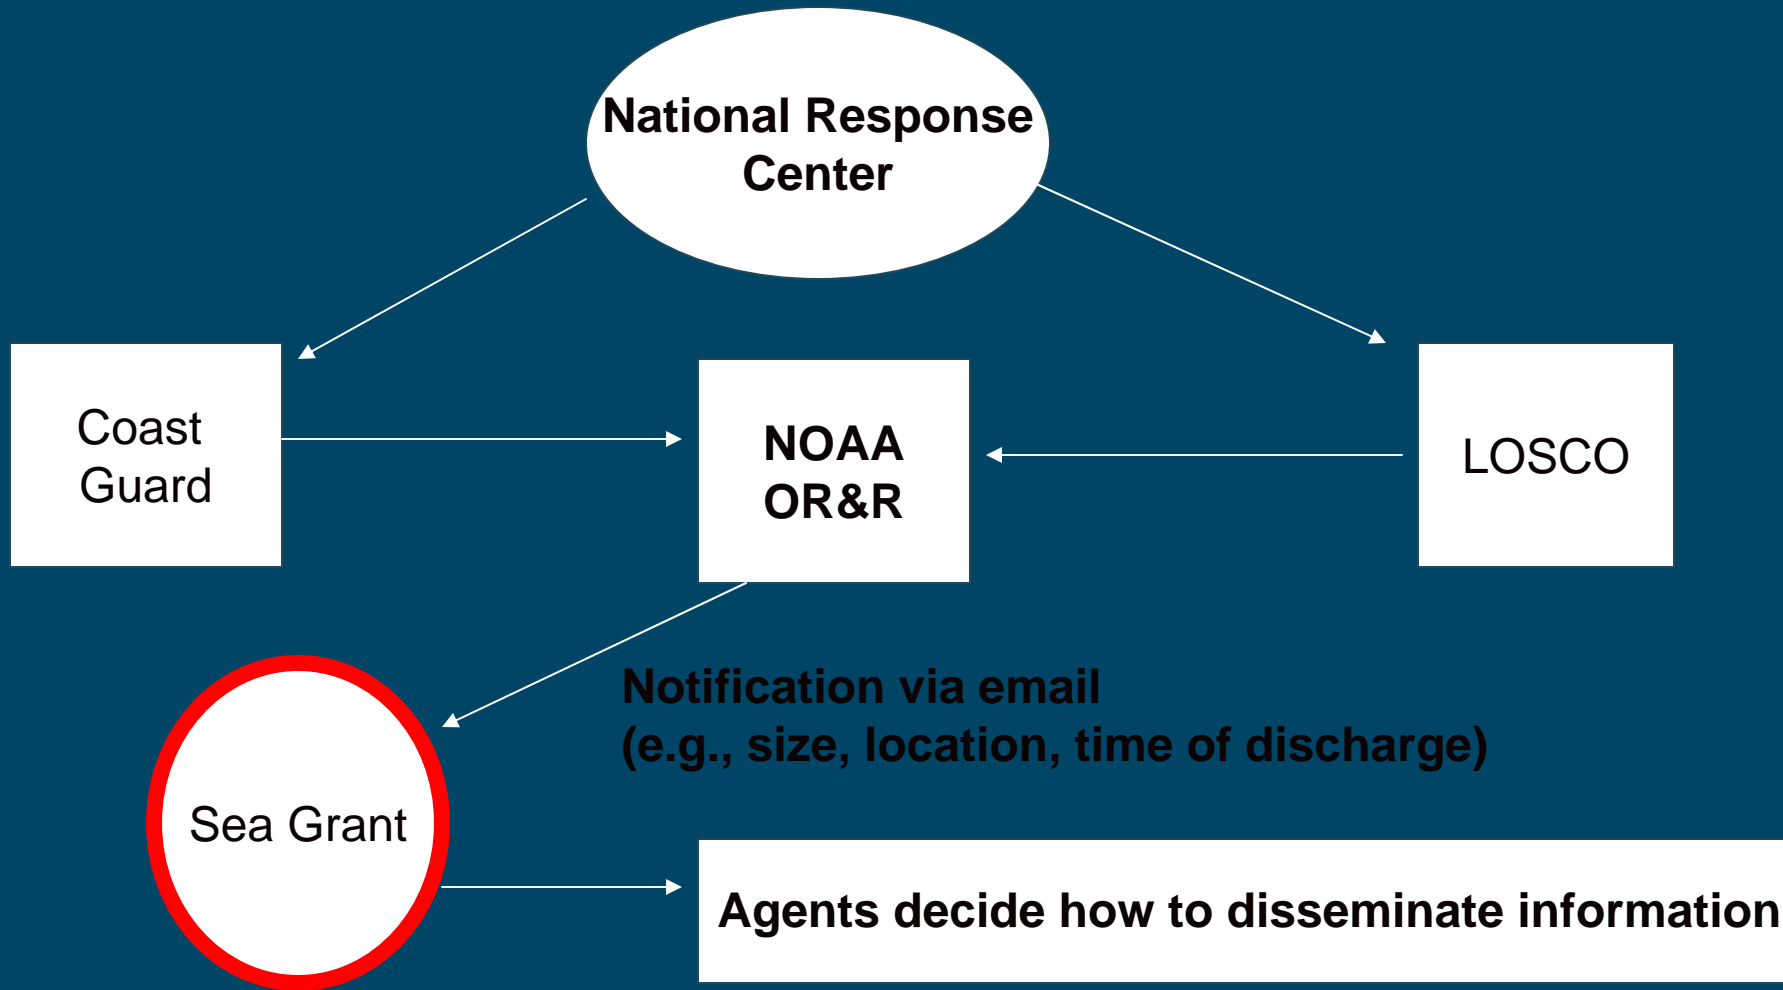 National Response
Center
Coast
Guard
NOAA
OR&R
LOSCO
Notification via email
(e.g., size, location, time of discharge)
Sea Grant
Agents decide how to disseminate information